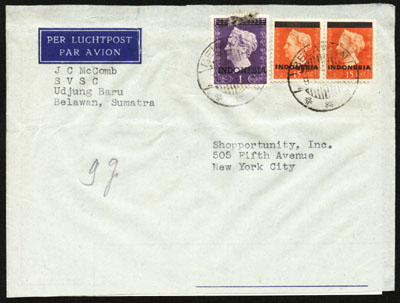 PER LUCHTPOST
PAR AVION
J C McComb
S V S C
Udjung Baru
Belawan, Sumatra
INDONESIA
1
INDONESIA
15
INDONESIA
15
Shopportunity, Inc.
505 Fifth Avenue
New York City